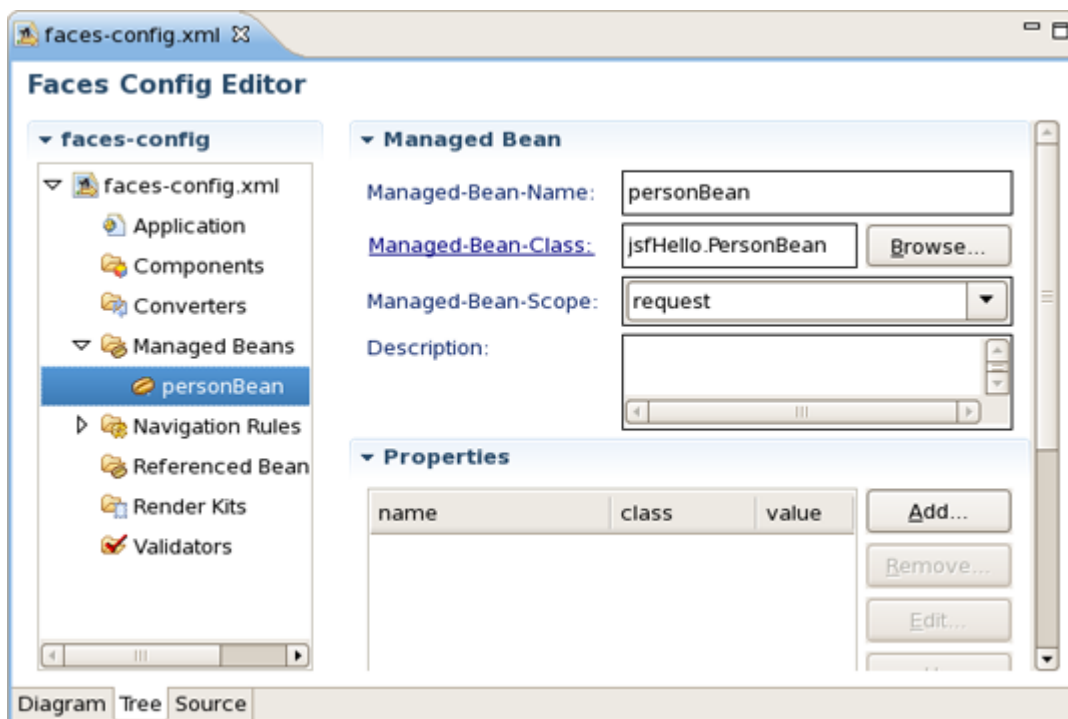 faces-config.xml
Faces Config Editor
faces-config
faces-config.xml
Application
Components
Converters
Managed Beans
personBean
Navigation Rules
Referenced Bean
Render Kits
Validators
Managed Bean
Managed-Bean-Name: personBean
Managed-Bean-Class: jsfHello.PersonBean Browse...
Managed-Bean-Scope: request
Description:
Properties
name class value
Add...
Remove...
Edit...
Diagram Tree Source